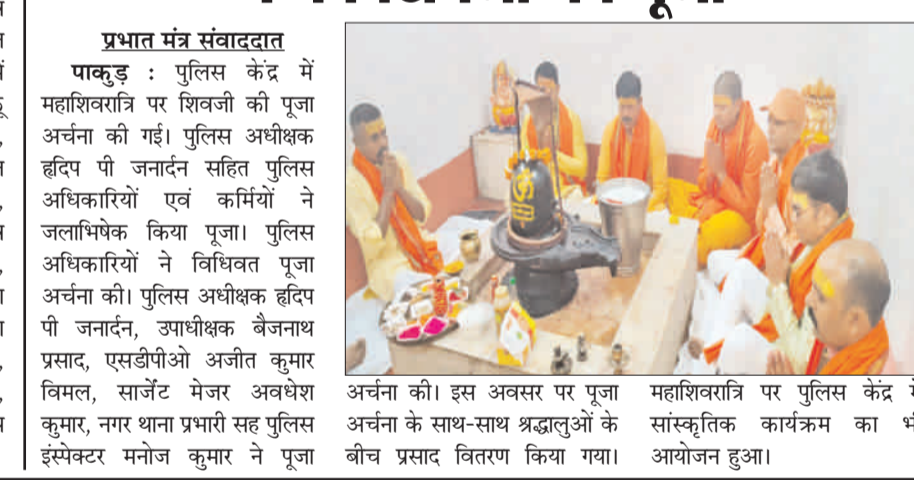 प्रभात मंत्र संवाददात
पाकुड़ : पुलिस केंद्र में
महाशिवरात्रि पर शिवजी की पूजा
अर्चना की गई। पुलिस अधीक्षक
हृदिप पी जनार्दन सहित पुलिस
अधिकारियों एवं कर्मियों ने
जलाभिषेक किया पूजा। पुलिस
अधिकारियों ने विधिवत पूजा
अर्चना की। पुलिस अधीक्षक हृदिप
पी जनार्दन, उपाधीक्षक बैजनाथ
प्रसाद, एसडीपीओ अजीत कुमार
विमल, सार्जेंट मेजर अवधेश
कुमार, नगर थाना प्रभारी सह पुलिस
इंस्पेक्टर मनोज कुमार ने पूजा
अर्चना की। इस अवसर पर पूजा
अर्चना के साथ-साथ श्रद्धालुओं के
बीच प्रसाद वितरण किया गया।
महाशिवरात्रि पर पुलिस केंद्र
सांस्कृतिक कार्यक्रम का
आयोजन हुआ।